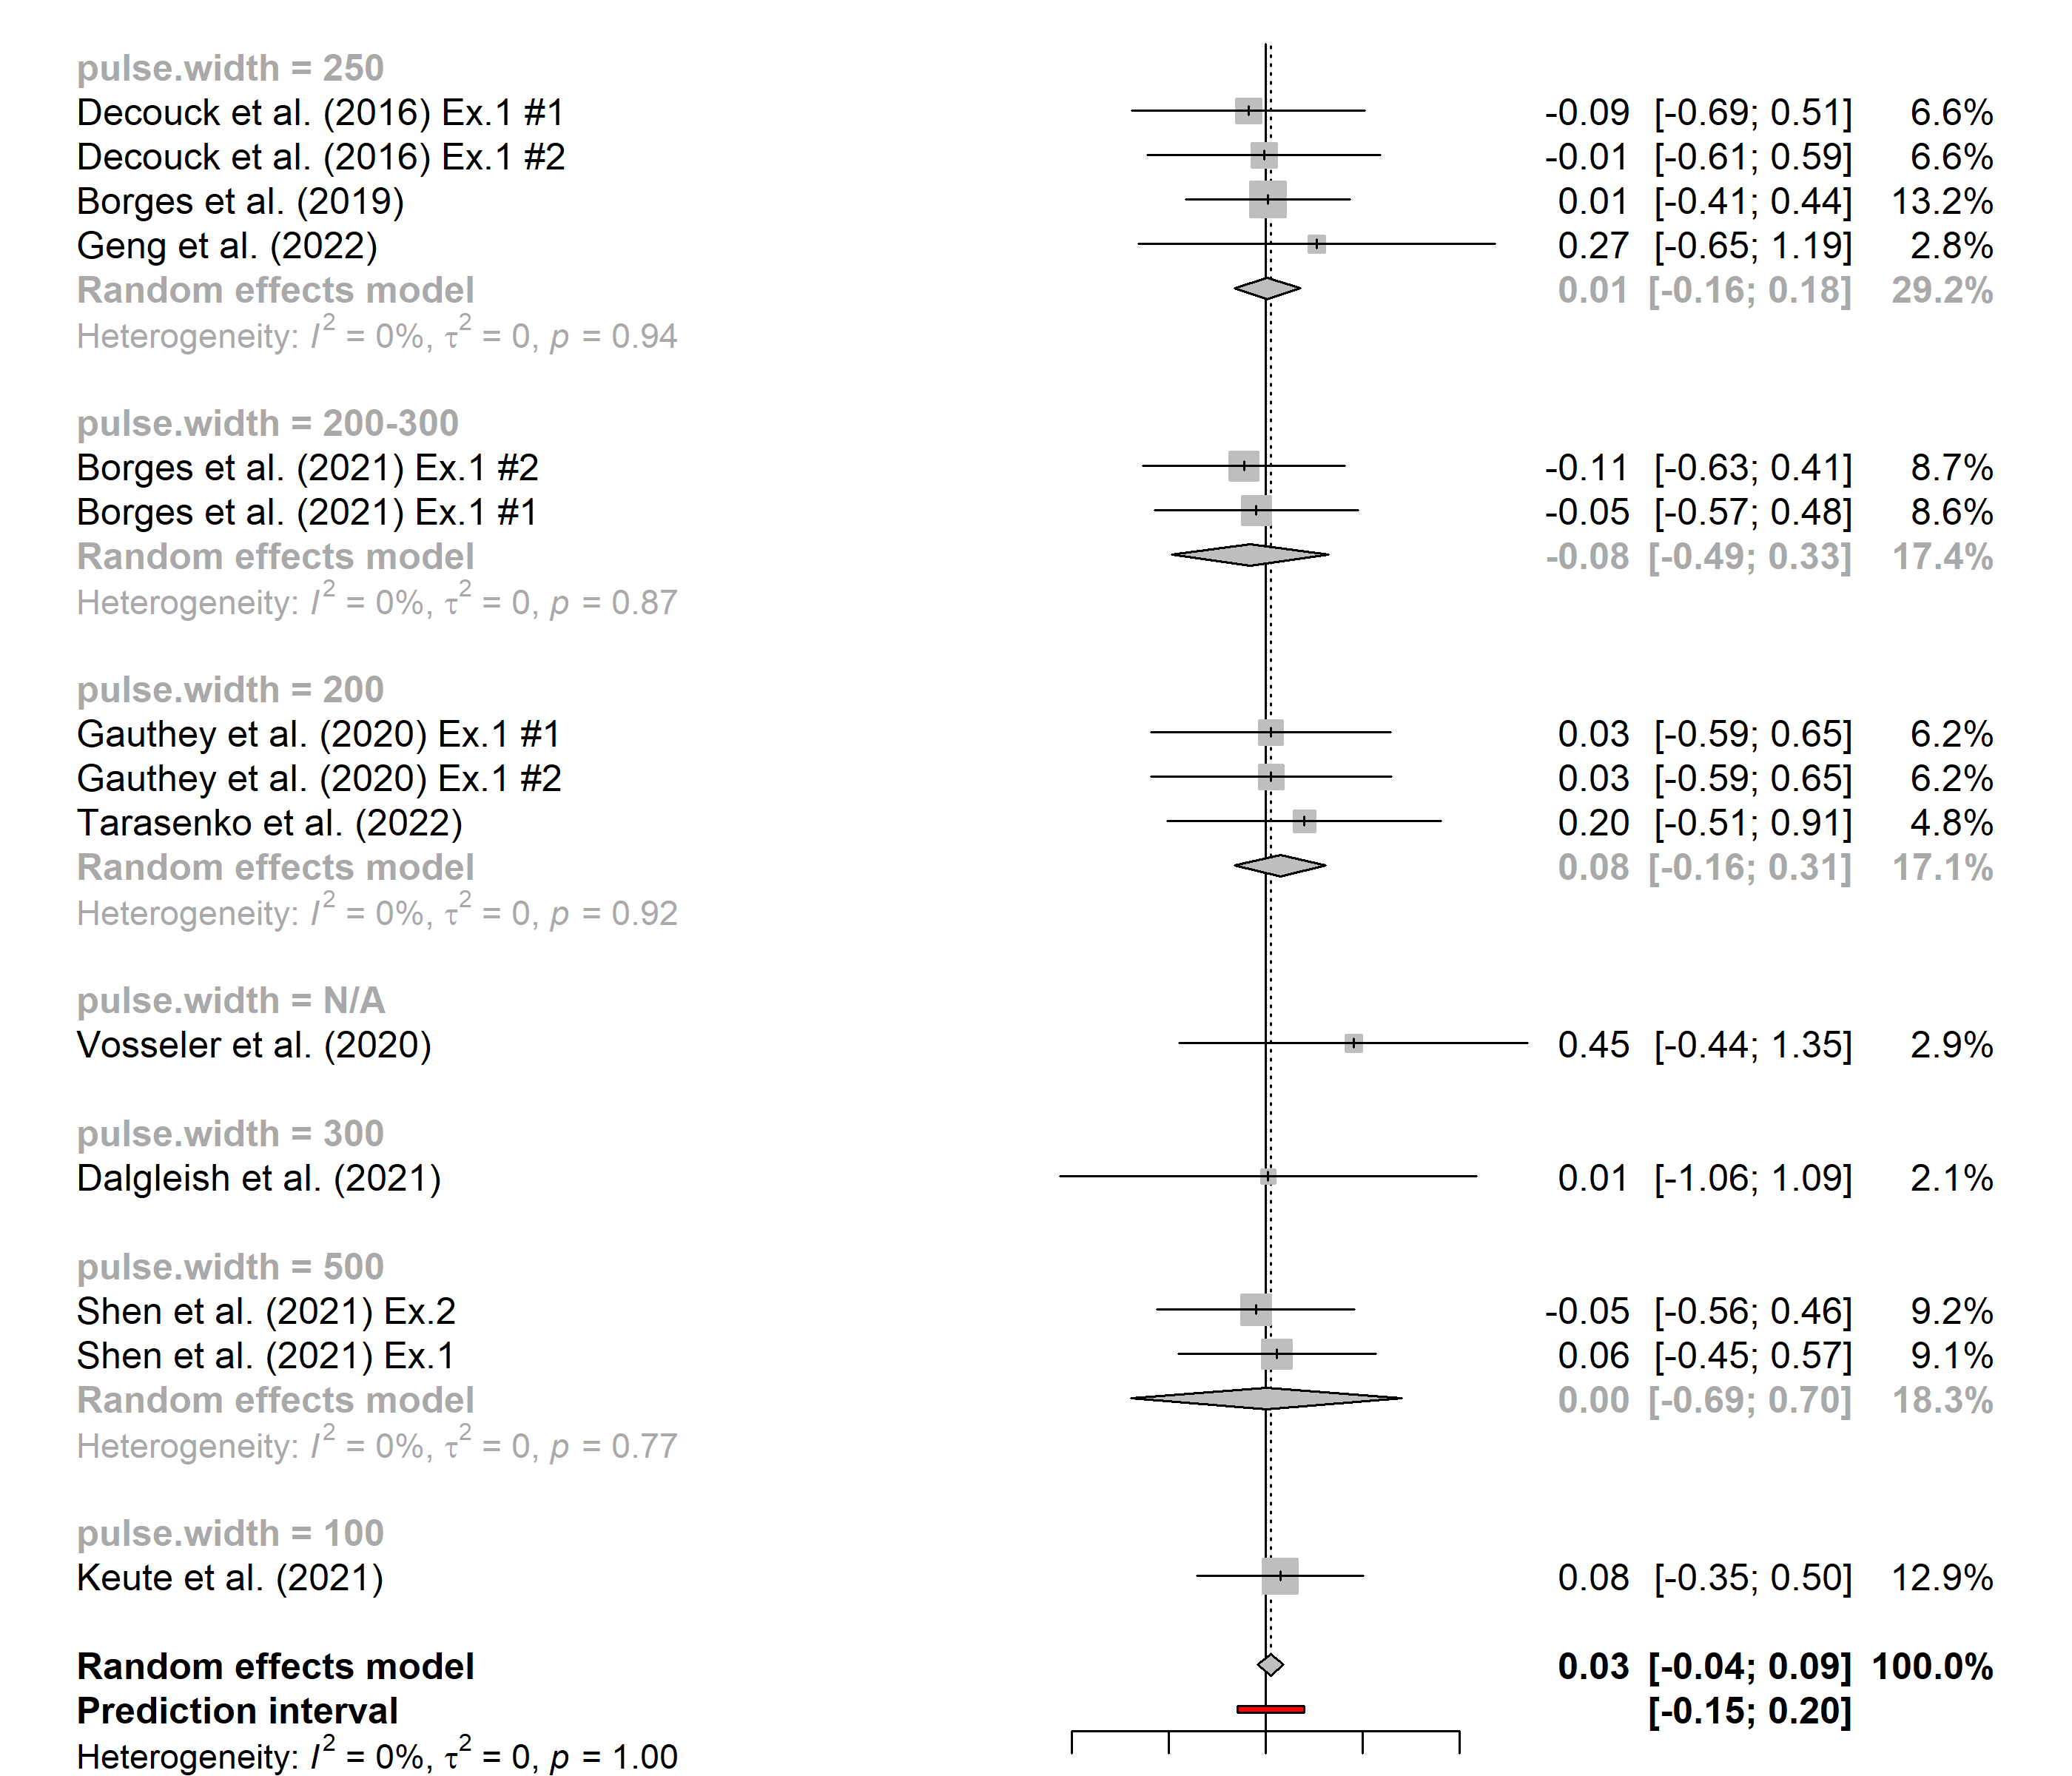 pulse.width = 250
Decouck et al. (2016) Ex.1 #1 -0.09 [-0.69; 0.51] 6.6%
Decouck et al. (2016) Ex.1 #2 -0.01 [-0.61; 0.59] 6.6%
Borges et al. (2019) 0.01 [-0.41; 0.44] 13.2%
Geng et al. (2022) 0.27 [-0.65; 1.19] 2.8%
Random effects model 0.01 [-0.16; 0.18] 29.2%
Heterogeneity: I² = 0%, τ² = 0, p = 0.94
pulse.width = 200-300
Borges et al. (2021) Ex.1 #2 -0.11 [-0.63; 0.41] 8.7%
Borges et al. (2021) Ex.1 #1 -0.05 [-0.57; 0.48] 8.6%
Random effects model -0.08 [-0.49; 0.33] 17.4%
Heterogeneity: I² = 0%, τ² = 0, p = 0.87
pulse.width = 200
Gauthey et al. (2020) Ex.1 #1 0.03 [-0.59; 0.65] 6.2%
Gauthey et al. (2020) Ex.1 #2 0.03 [-0.59; 0.65] 6.2%
Tarasenko et al. (2022) 0.20 [-0.51; 0.91] 4.8%
Random effects model 0.08 [-0.16; 0.31] 17.1%
Heterogeneity: I² = 0%, τ² = 0, p = 0.92
pulse.width = N/A
Vosseler et al. (2020) 0.45 [-0.44; 1.35] 2.9%
pulse.width = 300
Dalgleish et al. (2021) 0.01 [-1.06; 1.09] 2.1%
pulse.width = 500
Shen et al. (2021) Ex.2 -0.05 [-0.56; 0.46] 9.2%
Shen et al. (2021) Ex.1 0.06 [-0.45; 0.57] 9.1%
Random effects model 0.00 [-0.69; 0.70] 18.3%
Heterogeneity: I² = 0%, τ² = 0, p = 0.77
pulse.width = 100
Keute et al. (2021) 0.08 [-0.35; 0.50] 12.9%
Random effects model 0.03 [-0.04; 0.09] 100.0%
Prediction interval [-0.15; 0.20]
Heterogeneity: I² = 0%, τ² = 0, p = 1.00